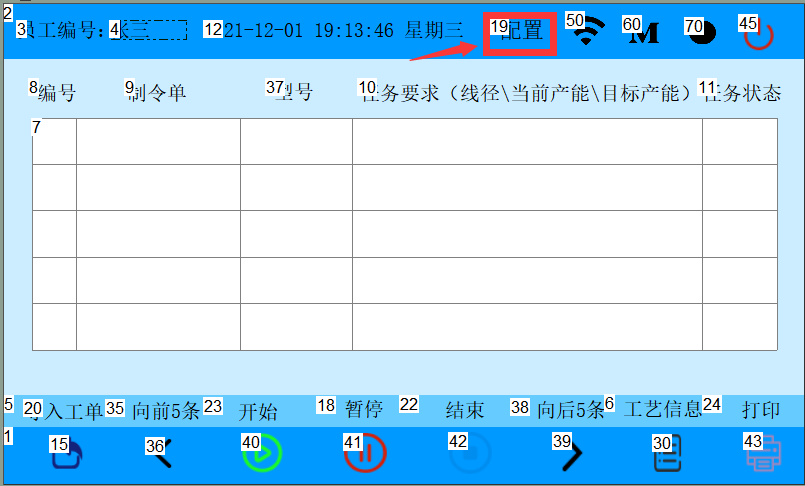 2
3 员工编号: 4 张三 12 21-12-01 19:13:46 星期三 19 配置 50 60 M 70 45
8 编号 9 制令单 37 型号 10 任务要求（线径\当前产能\目标产能） 11 任务状态
7
5 20 导入工单 35 向前5条 23 开始 18 暂停 22 结束 38 向后5条 6 工艺信息 24 打印
1 15 36 40 41 42 39 30 43